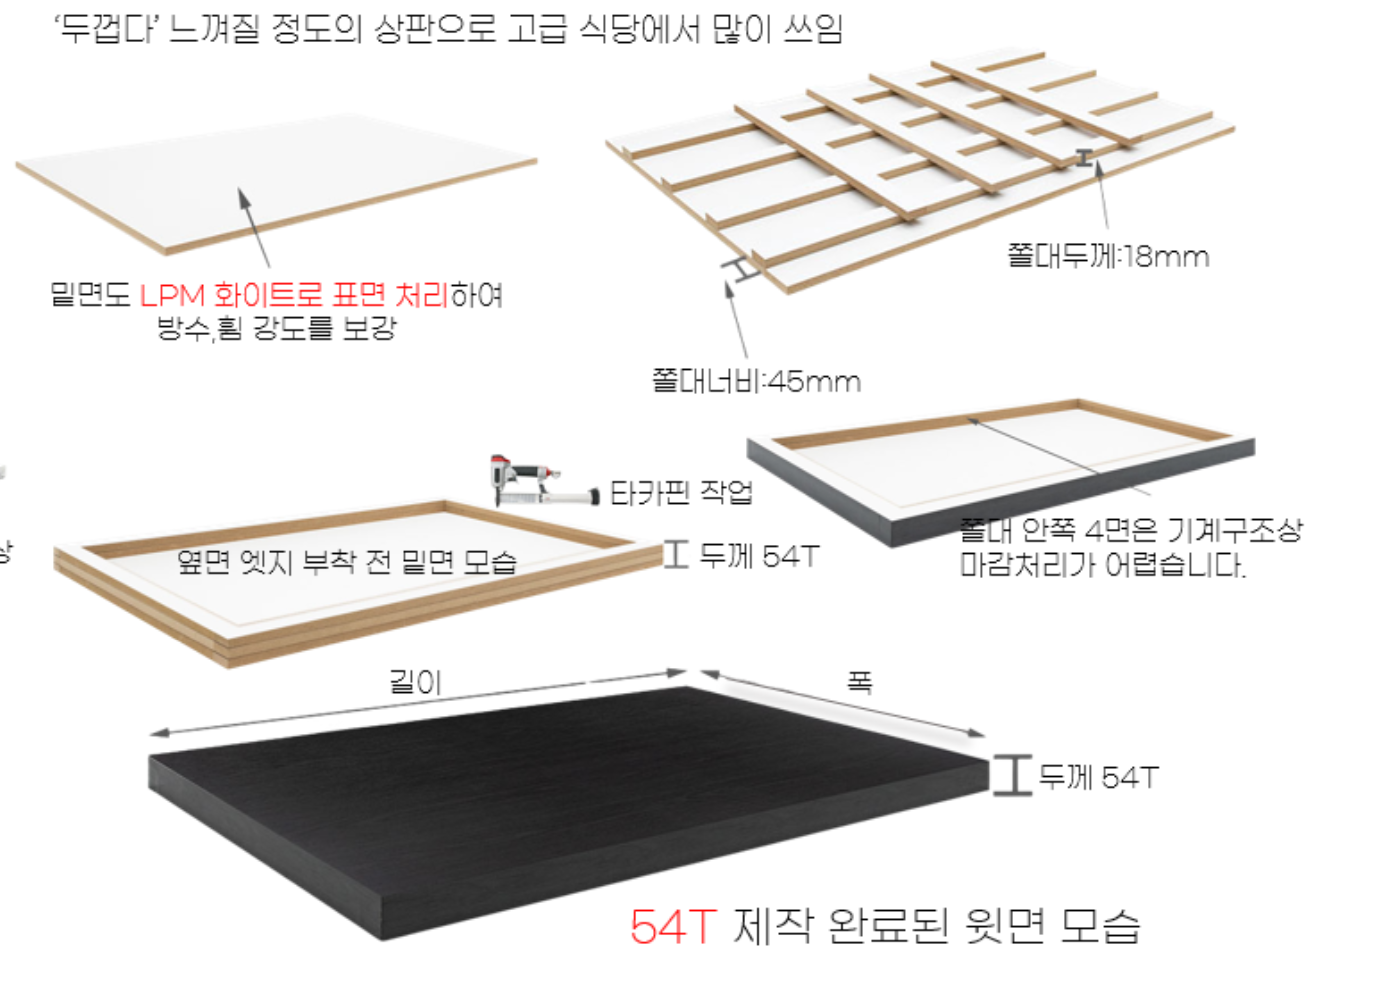 '두껍다' 느껴질 정도의 상판으로 고급 식당에서 많이 쓰임
밑면도 LPM 화이트로 표면 처리하여
방수,휨 강도를 보강
쫄대두께:18mm
쫄대너비:45mm
타카핀 작업
상
옆면 엣지 부착 전 밑면 모습
두께 54T
쫄대 안쪽 4면은 기계구조상
마감처리가 어렵습니다.
길이
폭
두께 54T
54T 제작 완료된 윗면 모습